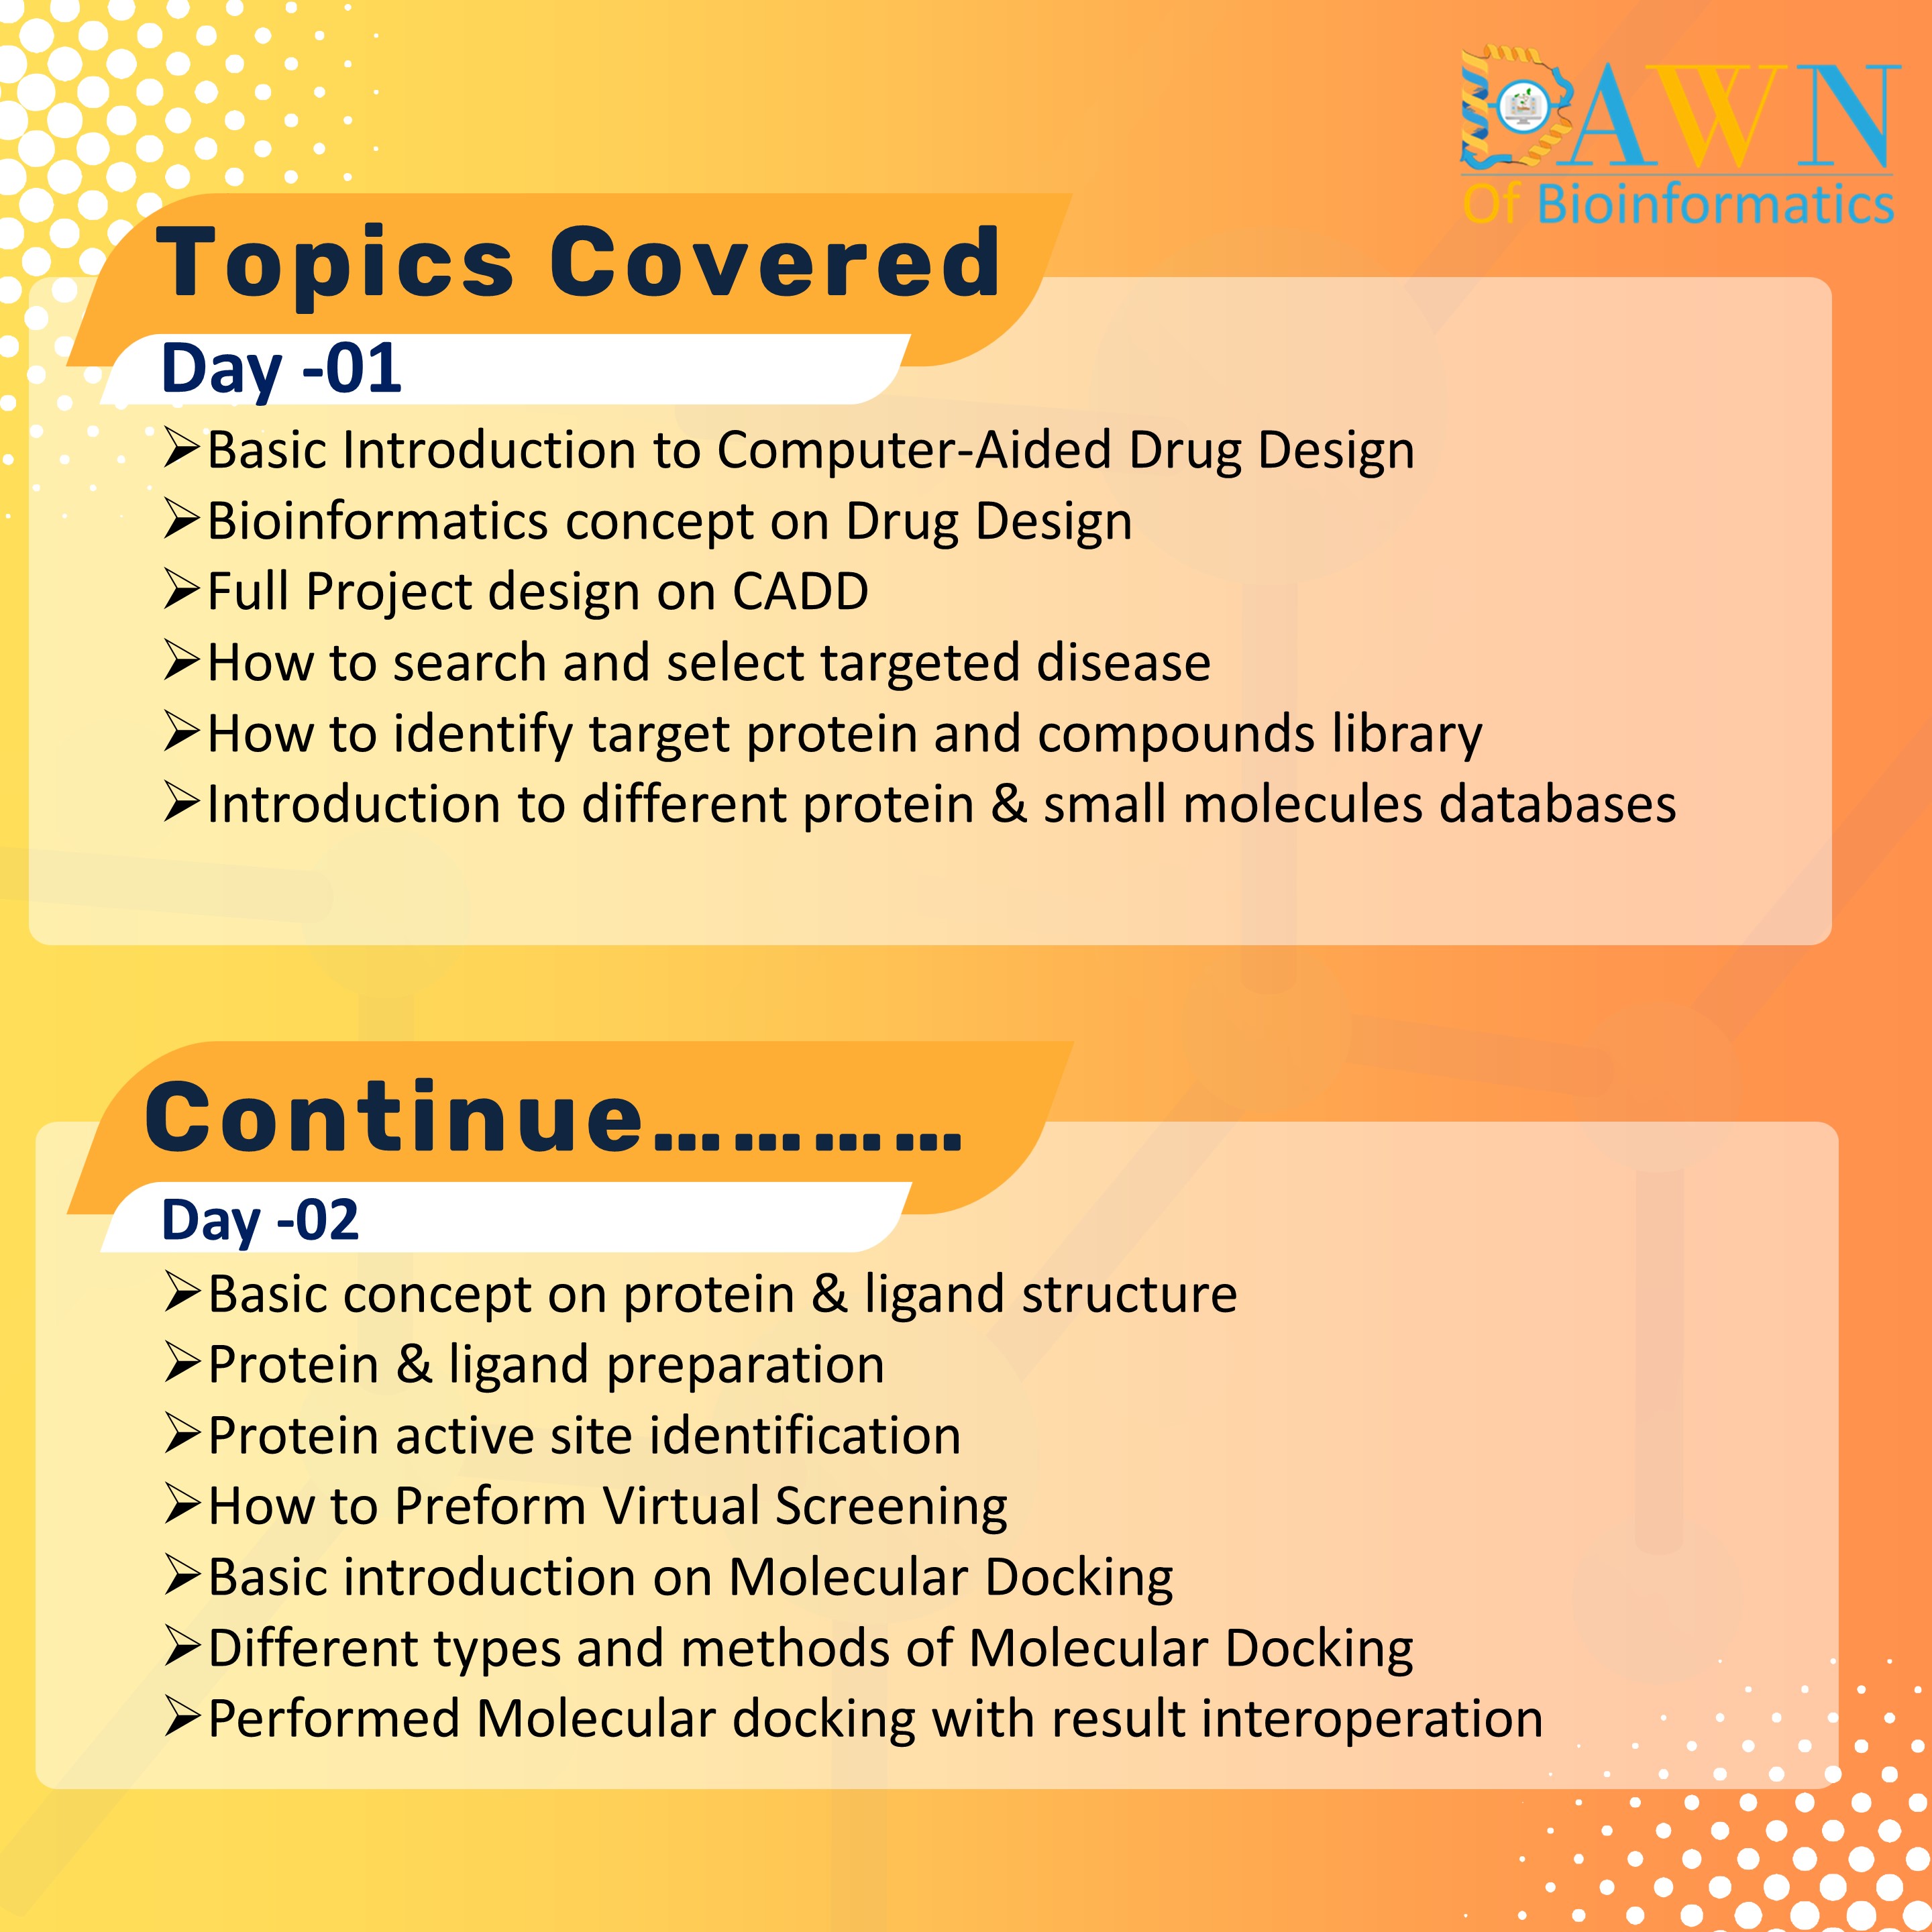 DAWN
Of Bioinformatics
Topics Covered
Day -01
➢Basic Introduction to Computer-Aided Drug Design
➢Bioinformatics concept on Drug Design
➢Full Project design on CADD
➢How to search and select targeted disease
➢How to identify target protein and compounds library
➢Introduction to different protein & small molecules databases
Continue…………
Day -02
➢Basic concept on protein & ligand structure
➢Protein & ligand preparation
➢Protein active site identification
➢How to Preform Virtual Screening
➢Basic introduction on Molecular Docking
➢Different types and methods of Molecular Docking
➢Performed Molecular docking with result interoperation